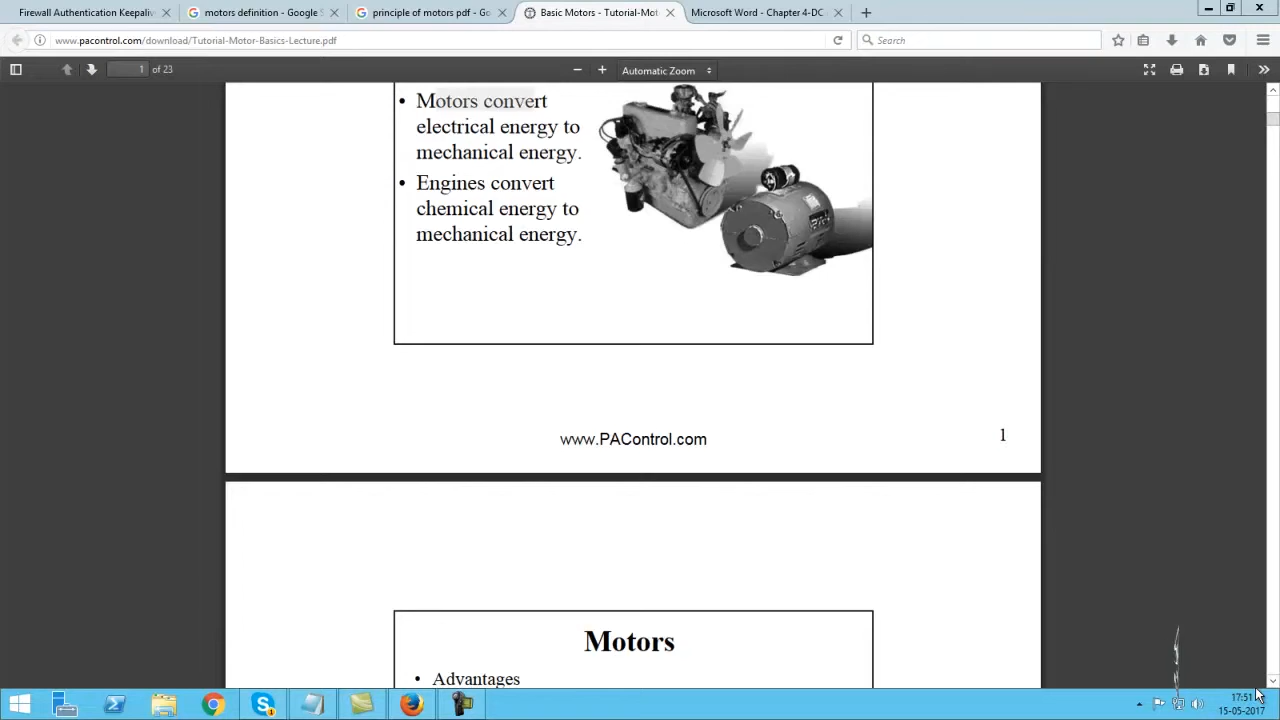 Firewall Authentication Keepaliv
motors definition - Google S
principle of motors pdf - Go
Basic Motors - Tutorial-Mot
Microsoft Word - Chapter 4-DC
www.pacontrol.com/download/Tutorial-Motor-Basics-Lecture.pdf
Search
1 of 23
Automatic Zoom
• Motors convert
electrical energy to
mechanical energy.
• Engines convert
chemical energy to
mechanical energy.
www.PAControl.com
1
Motors
• Advantages
17:51
15-05-2017